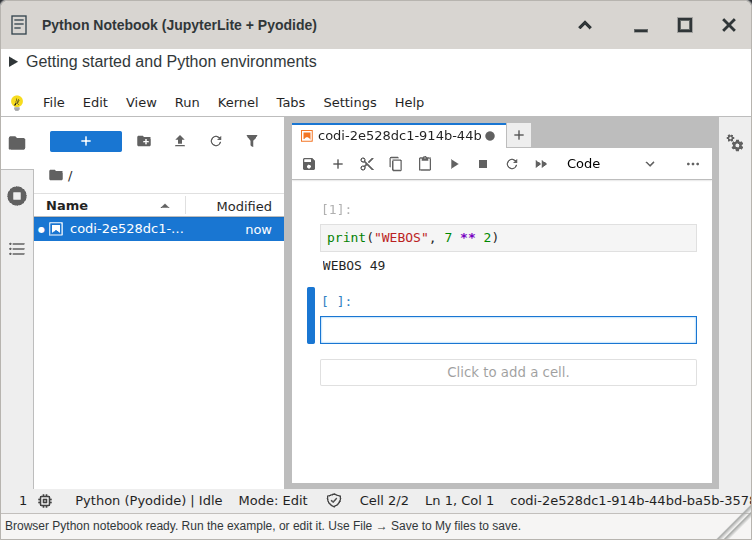 Python Notebook (JupyterLite + Pyodide)
Getting started and Python environments
File Edit View Run Kernel Tabs Settings Help
codi-2e528dc1-914b-44b
Code
/
Name Modified
codi-2e528dc1-... now
[1]:
print("WEBOS", 7 ** 2)
WEBOS 49
[ ]:
Click to add a cell.
1 Python (Pyodide) | Idle Mode: Edit Cell 2/2 Ln 1, Col 1 codi-2e528dc1-914b-44bd-ba5b-3578
Browser Python notebook ready. Run the example, or edit it. Use File → Save to My files to save.